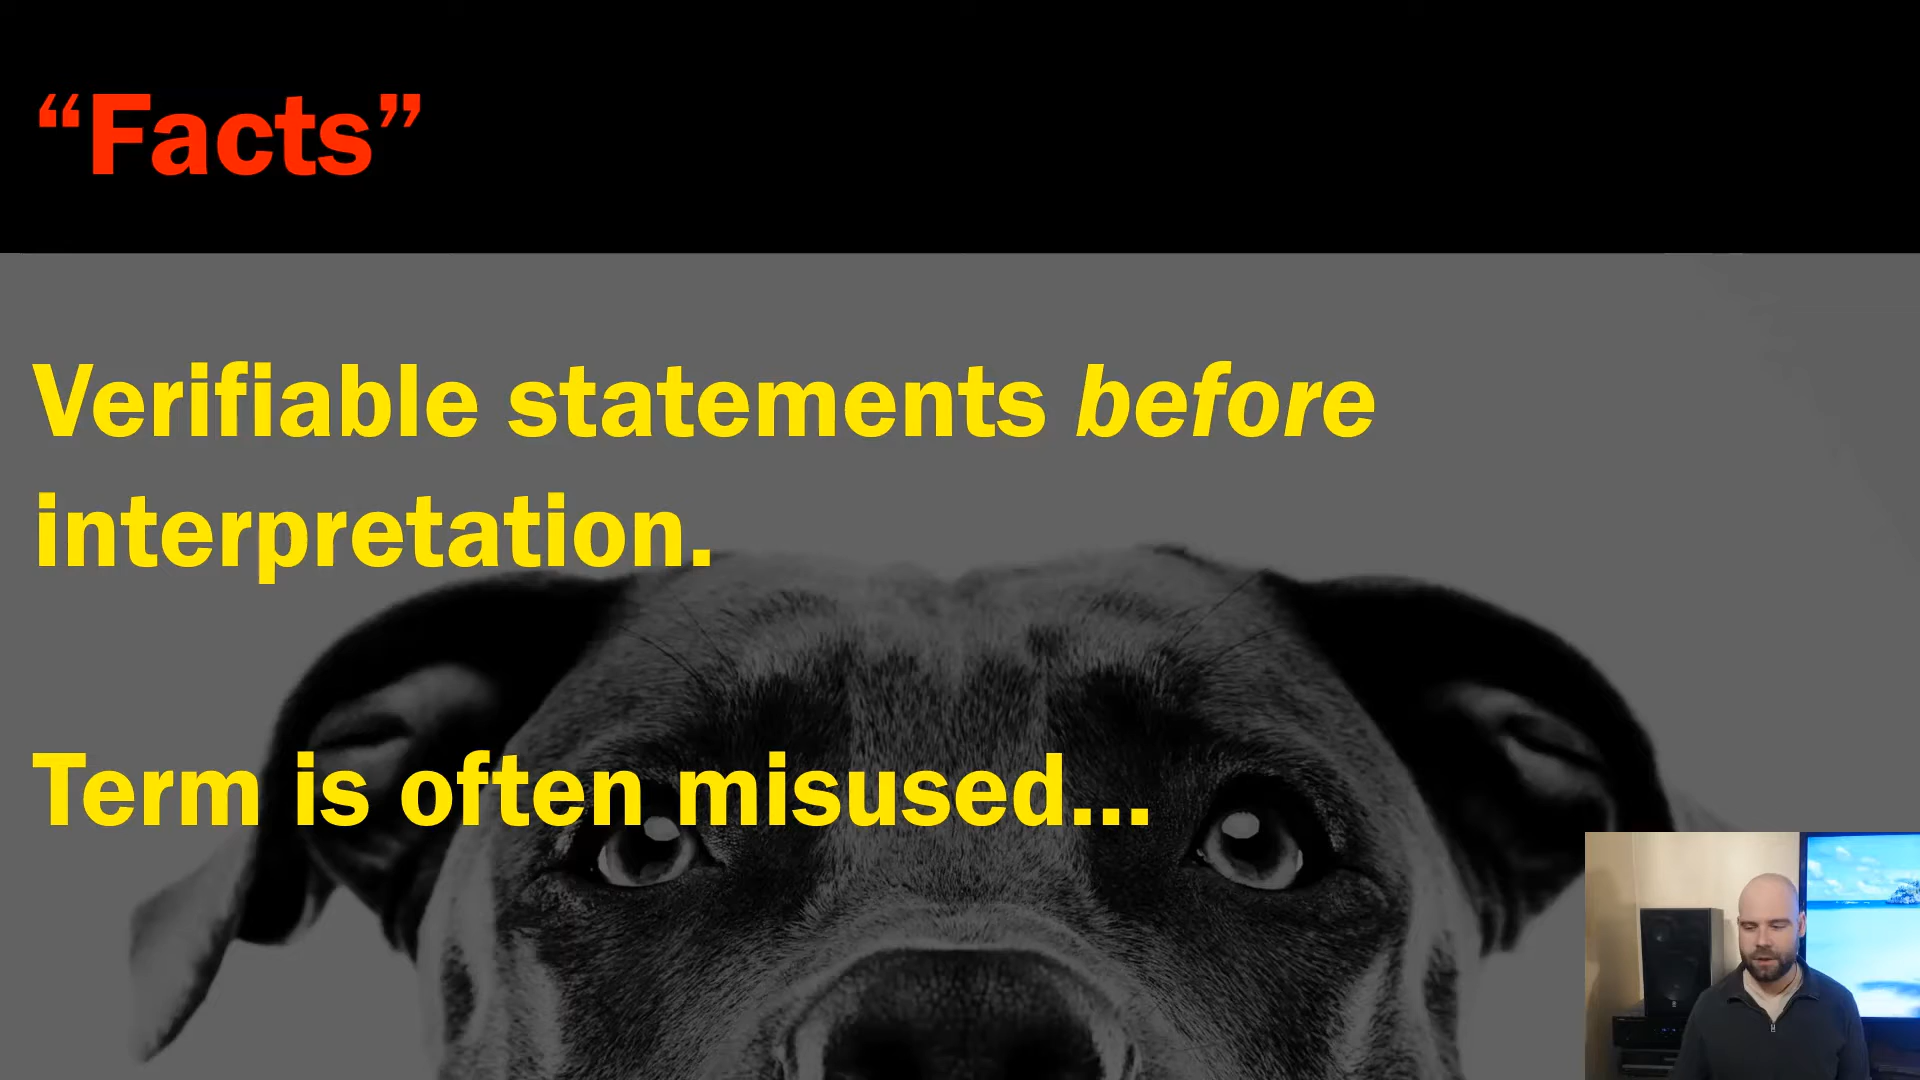 “Facts”
Verifiable statements before
interpretation.
Term is often misused...